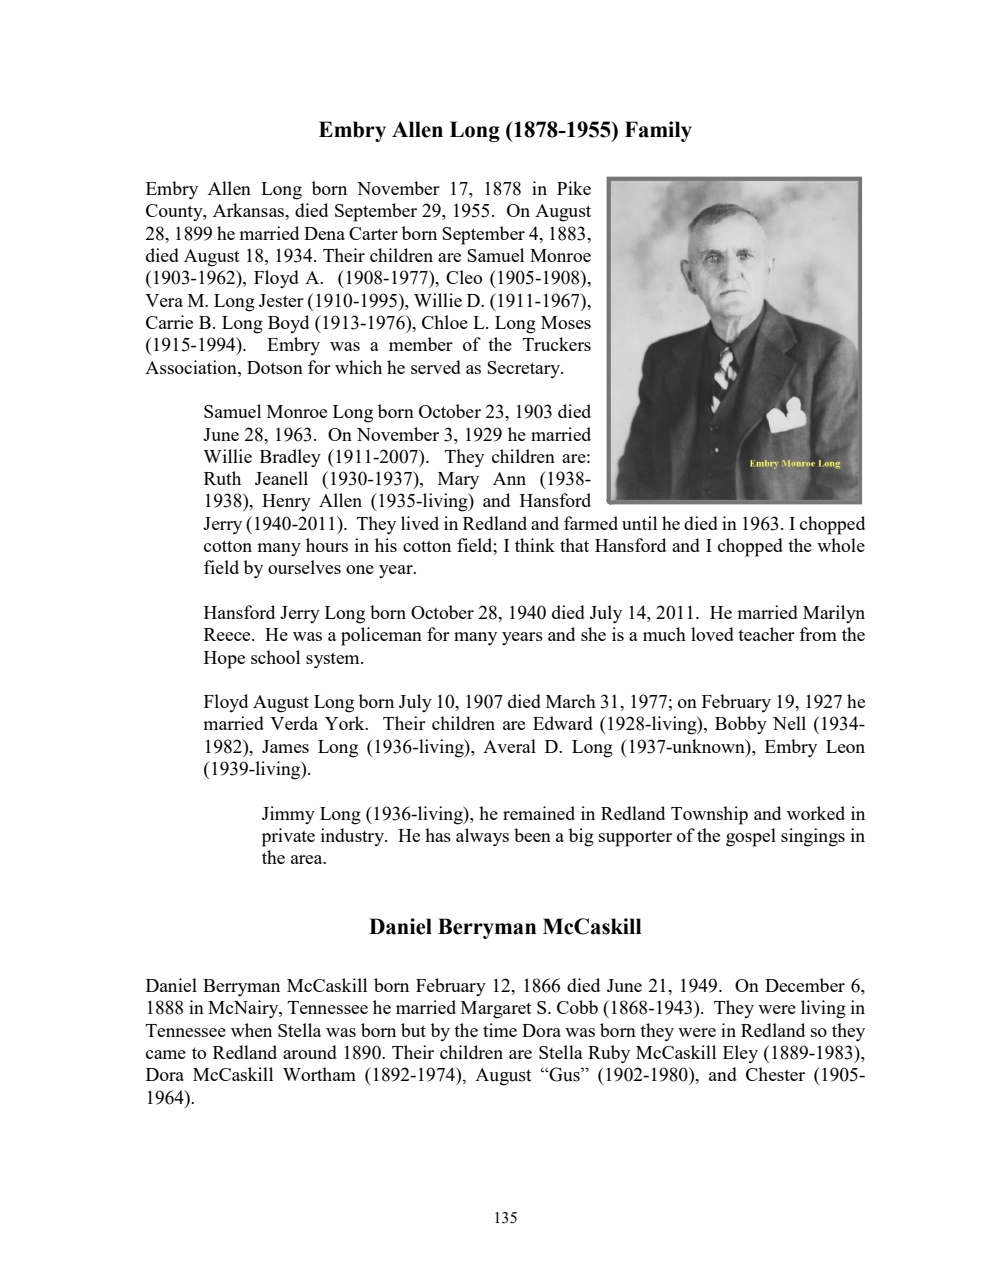 Embry Allen Long (1878-1955) Family
Embry Allen Long born November 17, 1878 in Pike
County, Arkansas, died September 29, 1955. On August
28, 1899 he married Dena Carter born September 4, 1883,
died August 18, 1934. Their children are Samuel Monroe
(1903-1962), Floyd A. (1908-1977), Cleo (1905-1908),
Vera M. Long Jester (1910-1995), Willie D. (1911-1967),
Carrie B. Long Boyd (1913-1976), Chloe L. Long Moses
(1915-1994). Embry was a member of the Truckers
Association, Dotson for which he served as Secretary.
Embry Monroe Long
Samuel Monroe Long born October 23, 1903 died
June 28, 1963. On November 3, 1929 he married
Willie Bradley (1911-2007). They children are:
Ruth Jeanell (1930-1937), Mary Ann (1938-
1938), Henry Allen (1935-living) and Hansford
Jerry (1940-2011). They lived in Redland and farmed until he died in 1963. I chopped
cotton many hours in his cotton field; I think that Hansford and I chopped the whole
field by ourselves one year.
Hansford Jerry Long born October 28, 1940 died July 14, 2011. He married Marilyn
Reece. He was a policeman for many years and she is a much loved teacher from the
Hope school system.
Floyd August Long born July 10, 1907 died March 31, 1977; on February 19, 1927 he
married Verda York. Their children are Edward (1928-living), Bobby Nell (1934-
1982), James Long (1936-living), Averal D. Long (1937-unknown), Embry Leon
(1939-living).
Jimmy Long (1936-living), he remained in Redland Township and worked in
private industry. He has always been a big supporter of the gospel singings in
the area.
Daniel Berryman McCaskill
Daniel Berryman McCaskill born February 12, 1866 died June 21, 1949. On December 6,
1888 in McNairy, Tennessee he married Margaret S. Cobb (1868-1943). They were living in
Tennessee when Stella was born but by the time Dora was born they were in Redland so they
came to Redland around 1890. Their children are Stella Ruby McCaskill Eley (1889-1983),
Dora McCaskill Wortham (1892-1974), August “Gus” (1902-1980), and Chester (1905-
1964).
135